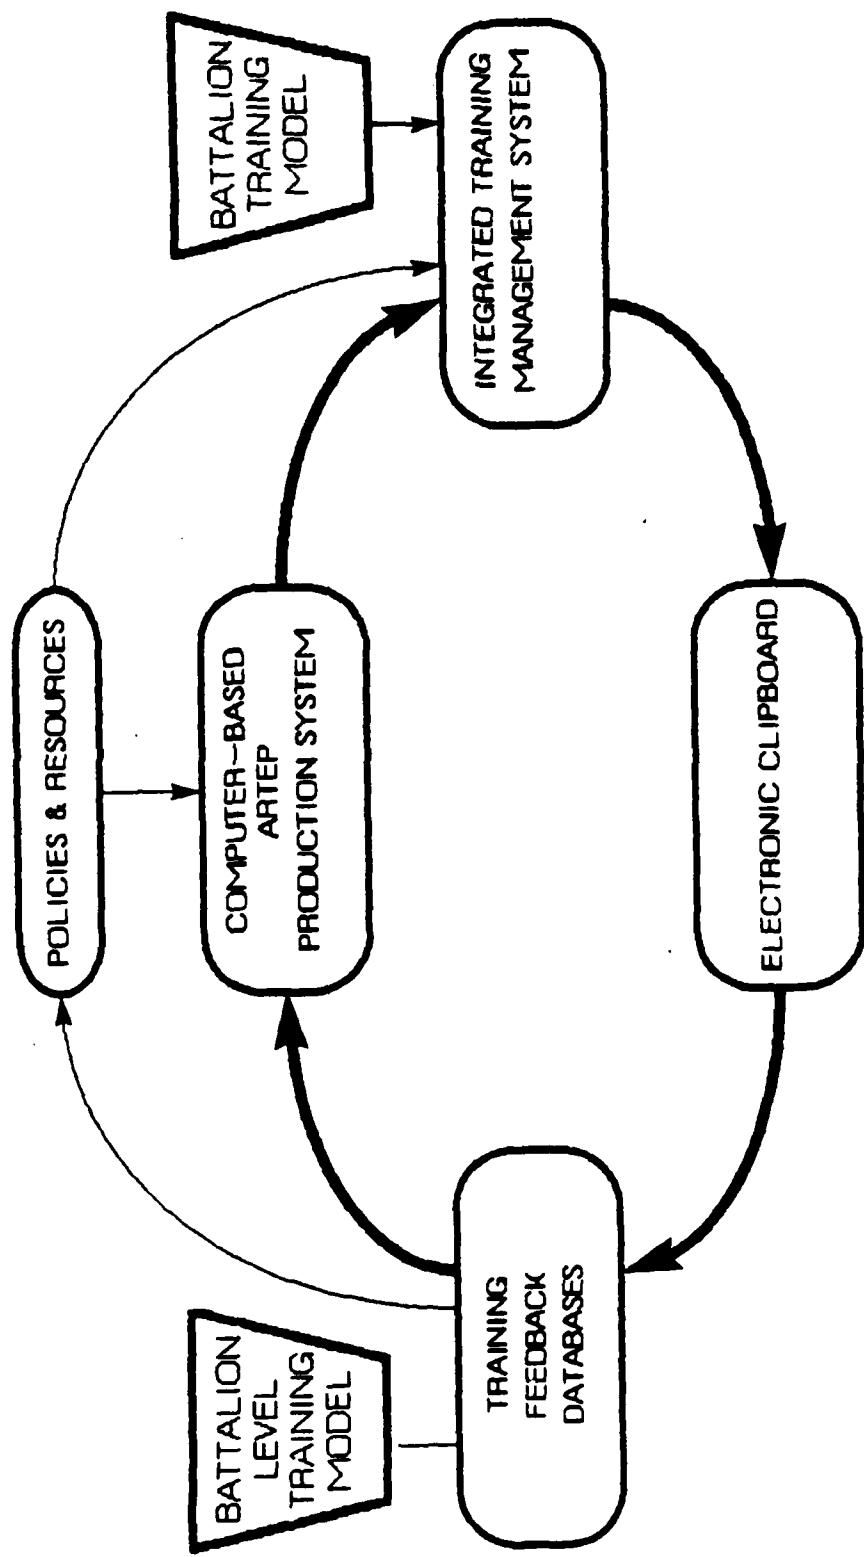 POLICIES & RESOURCES
BATTALION
LEVEL
TRAINING
MODEL
COMPUTER-BASED
ARTEP
PRODUCTION SYSTEM
BATTALION
TRAINING
MODEL
TRAINING
FEEDBACK
DATABASES
INTEGRATED TRAINING
MANAGEMENT SYSTEM
ELECTRONIC CLIPBOARD